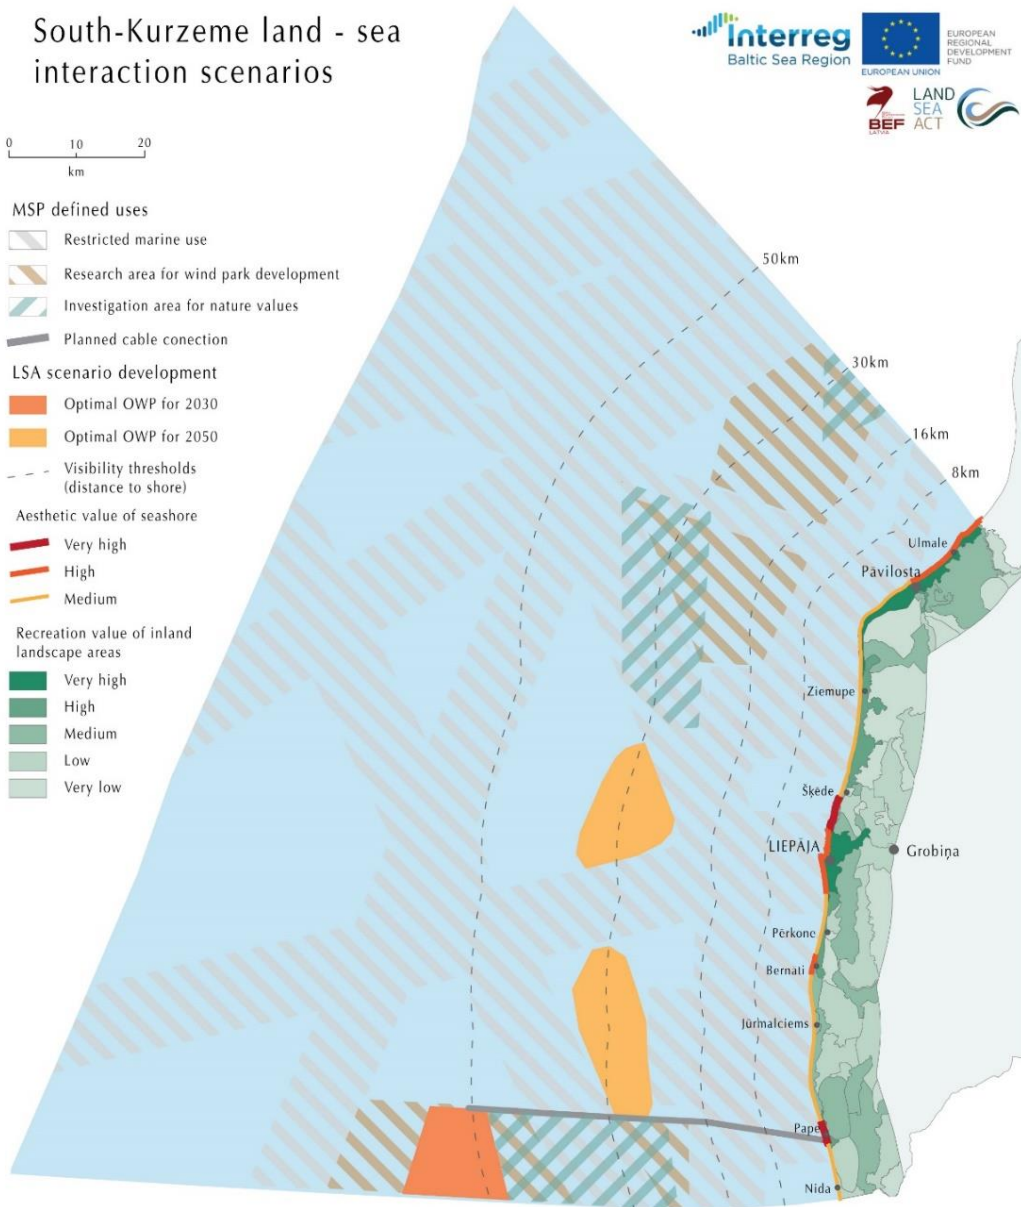 South-Kurzeme land - sea
interaction scenarios
Interreg
Baltic Sea Region
EUROPEAN UNION
EUROPEAN
REGIONAL
DEVELOPMENT
FUND
BEF
LATVIA
LAND
SEA
ACT
0 10 20
km
MSP defined uses
Restricted marine use
Research area for wind park development
Investigation area for nature values
Planned cable conection
LSA scenario development
Optimal OWP for 2030
Optimal OWP for 2050
Visibility thresholds
(distance to shore)
Aesthetic value of seashore
Very high
High
Medium
Recreation value of inland
landscape areas
Very high
High
Medium
Low
Very low
50km
30km
16km
8km
Ulmale
Pāvilosta
Ziemupe
Šķēde
LIEPĀJA
Grobiņa
Pērkone
Bernati
Jūrmalciems
Pape
Nida